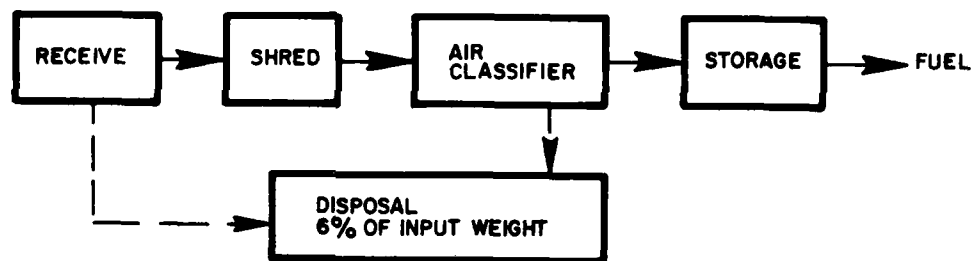 RECEIVE
SHRED
AIR
CLASSIFIER
STORAGE
FUEL
DISPOSAL
6% OF INPUT WEIGHT